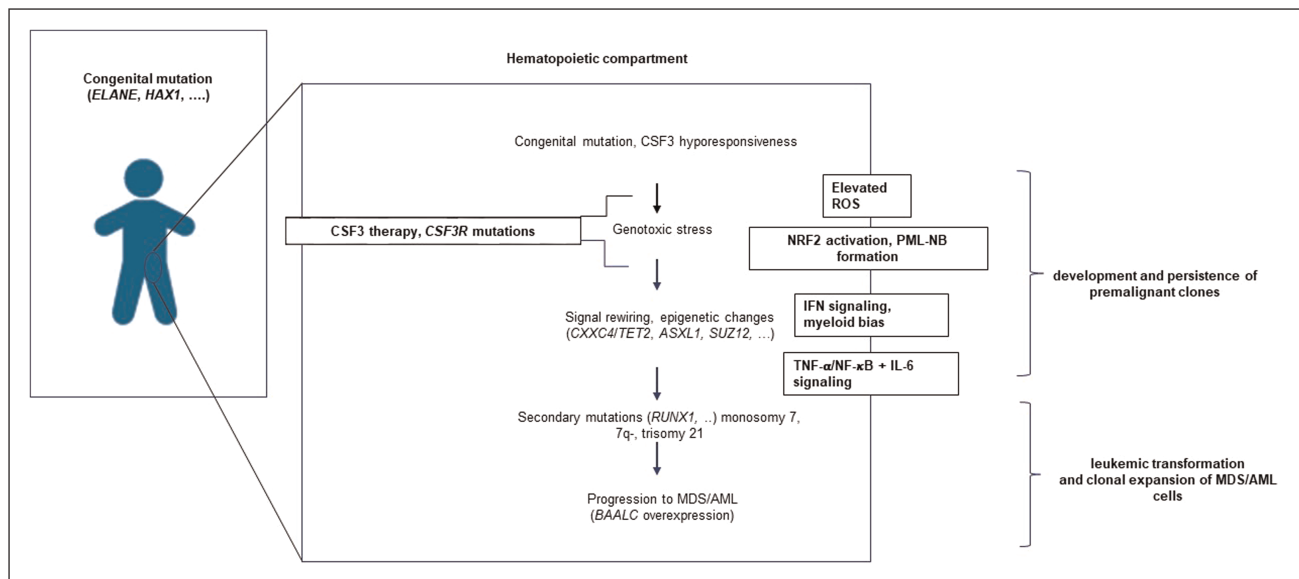 Congenital mutation
(ELANE, HAX1, ....)
Hematopoietic compartment
Congenital mutation, CSF3 hyporesponsiveness
CSF3 therapy, CSF3R mutations
Genotoxic stress
Signal rewiring, epigenetic changes
(CXXC4/TET2, ASXL1, SUZ12, ...)
Secondary mutations (RUNX1, ..) monosomy 7,
7q-, trisomy 21
Progression to MDS/AML
(BAALC overexpression)
Elevated
ROS
NRF2 activation, PML-NB
formation
IFN signaling,
myeloid bias
TNF-α/NF-κB + IL-6
signaling
development and persistence of
premalignant clones
leukemic transformation
and clonal expansion of MDS/AML
cells